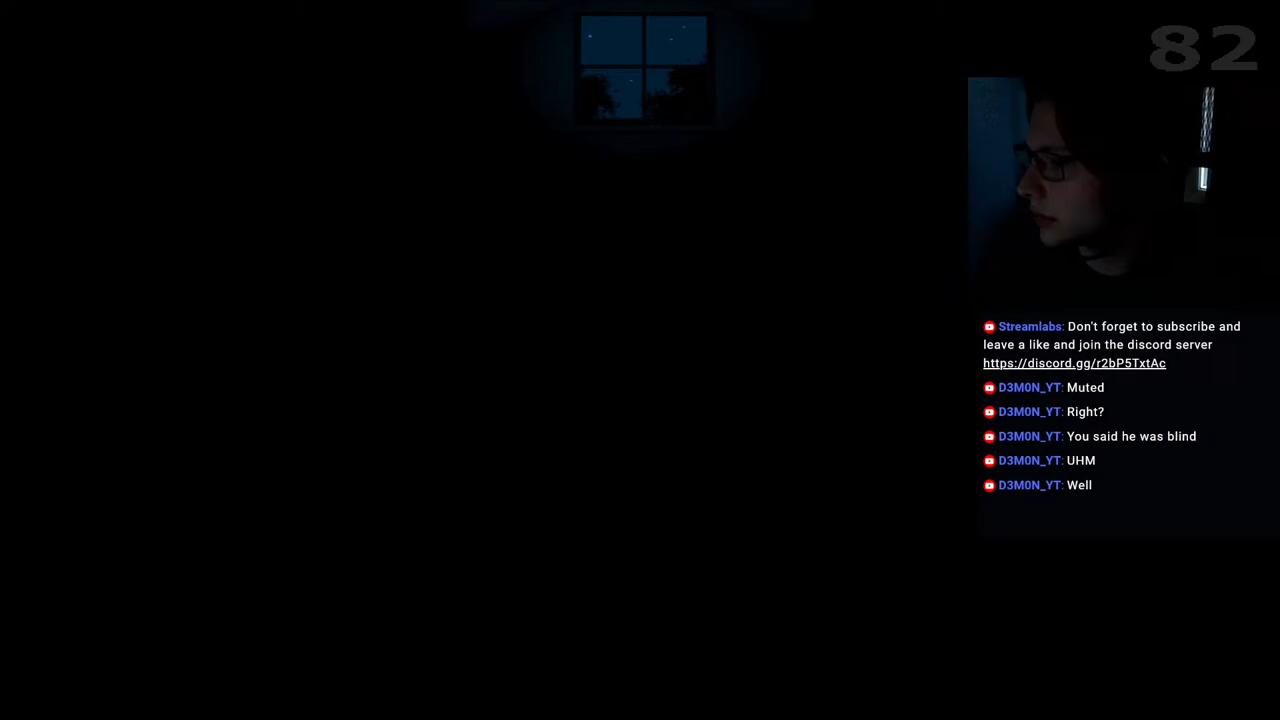 82
Streamlabs: Don't forget to subscribe and
leave a like and join the discord server
https://discord.gg/r2bP5TxtAc
D3M0N_YT: Muted
D3M0N_YT: Right?
D3M0N_YT: You said he was blind
D3M0N_YT: UHM
D3M0N_YT: Well